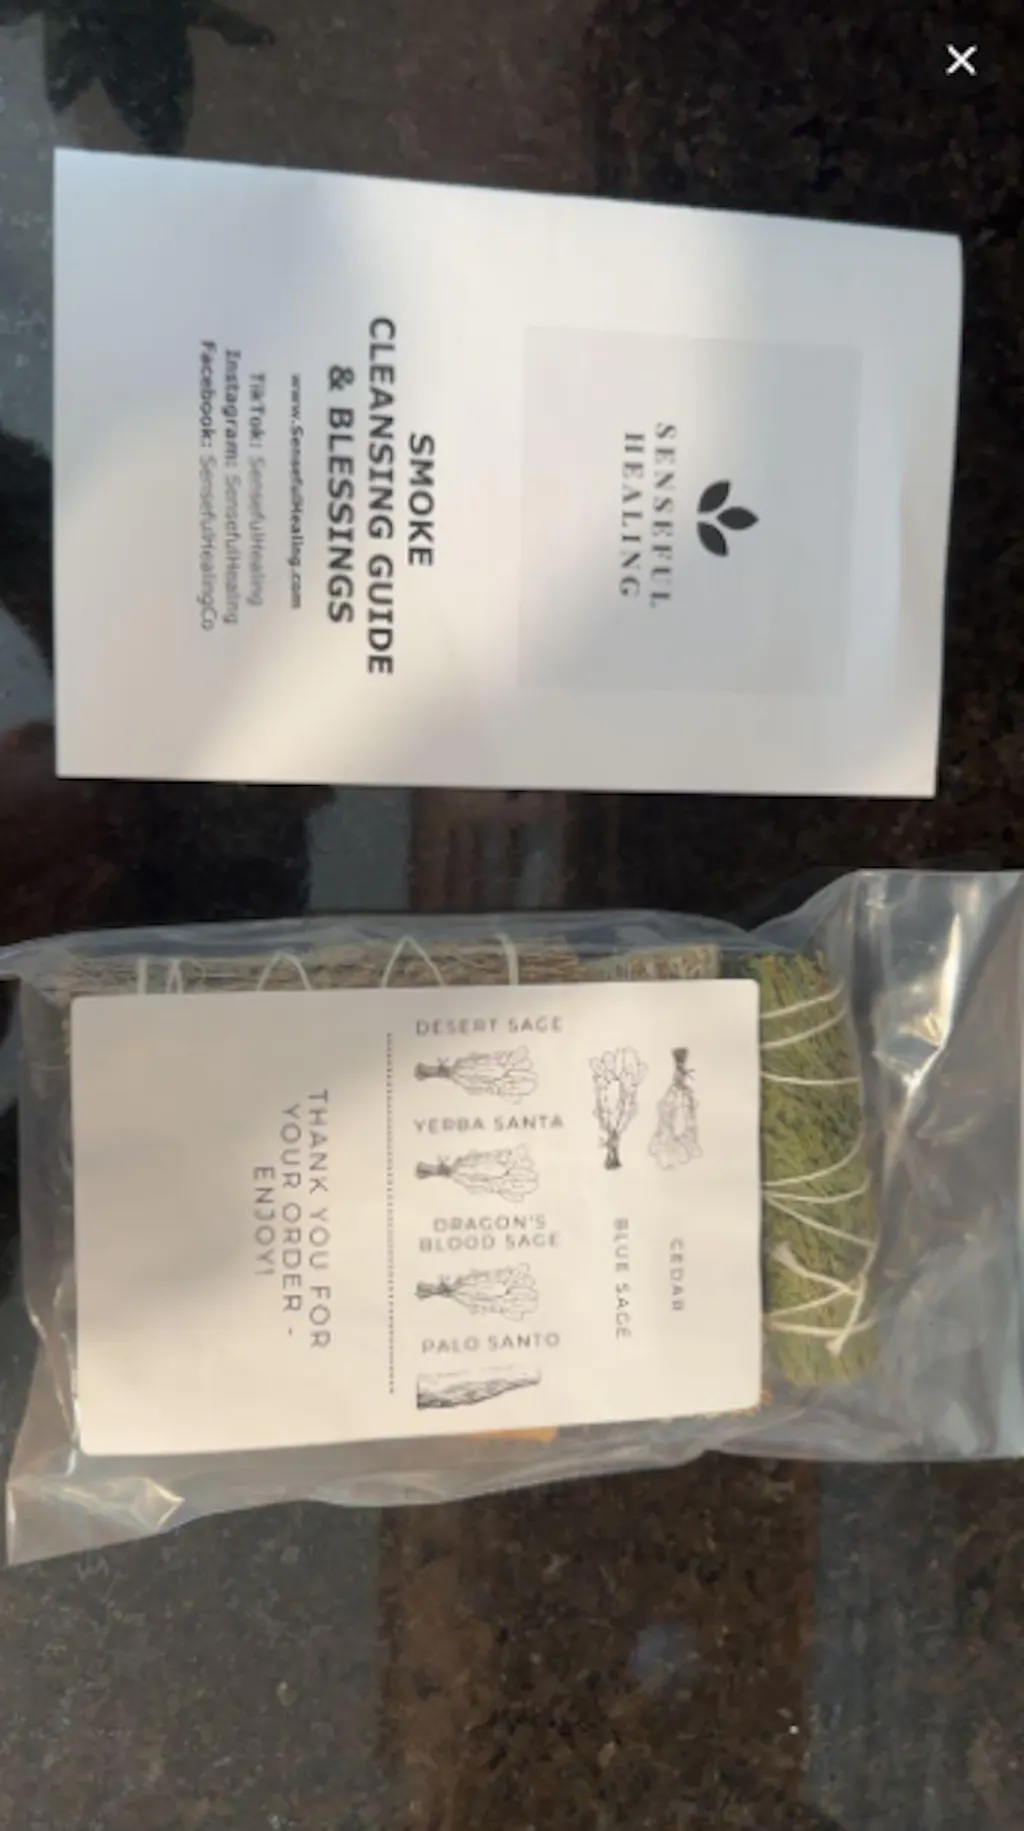 SENSEFUL
HEALING
SMOKE
CLEANSING GUIDE
& BLESSINGS
www.SensefulHealing.com
TikTok: SensefulHealing
Instagram: SensefulHealing
Facebook: SensefulHealingCo
CEDAR
BLUE SAGE
DESERT SAGE
YERBA SANTA
DRAGON'S
BLOOD SAGE
PALO SANTO
THANK YOU FOR
YOUR ORDER -
ENJOY!